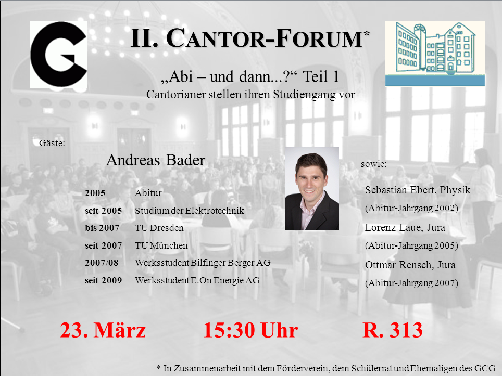 II. CANTOR-FORUM*
„Abi – und dann...?“ Teil 1
Cantorianer stellen ihren Studiengang vor
Gäste:
Andreas Bader
2005 Abitur
seit 2005 Studium der Elektrotechnik
bis 2007 TU Dresden
seit 2007 TU München
2007/08 Werksstudent Bilfinger Berger AG
seit 2009 Werksstudent E.On Energie AG
sowie:
Sebastian Ebert, Physik
(Abitur-Jahrgang 2002)
Lorenz Laue, Jura
(Abitur-Jahrgang 2005)
Ottmar Rensch, Jura
(Abitur-Jahrgang 2007)
23. März 15:30 Uhr R. 313
* In Zusammenarbeit mit dem Förderverein, dem Schülerrat und Ehemaligen des GCG